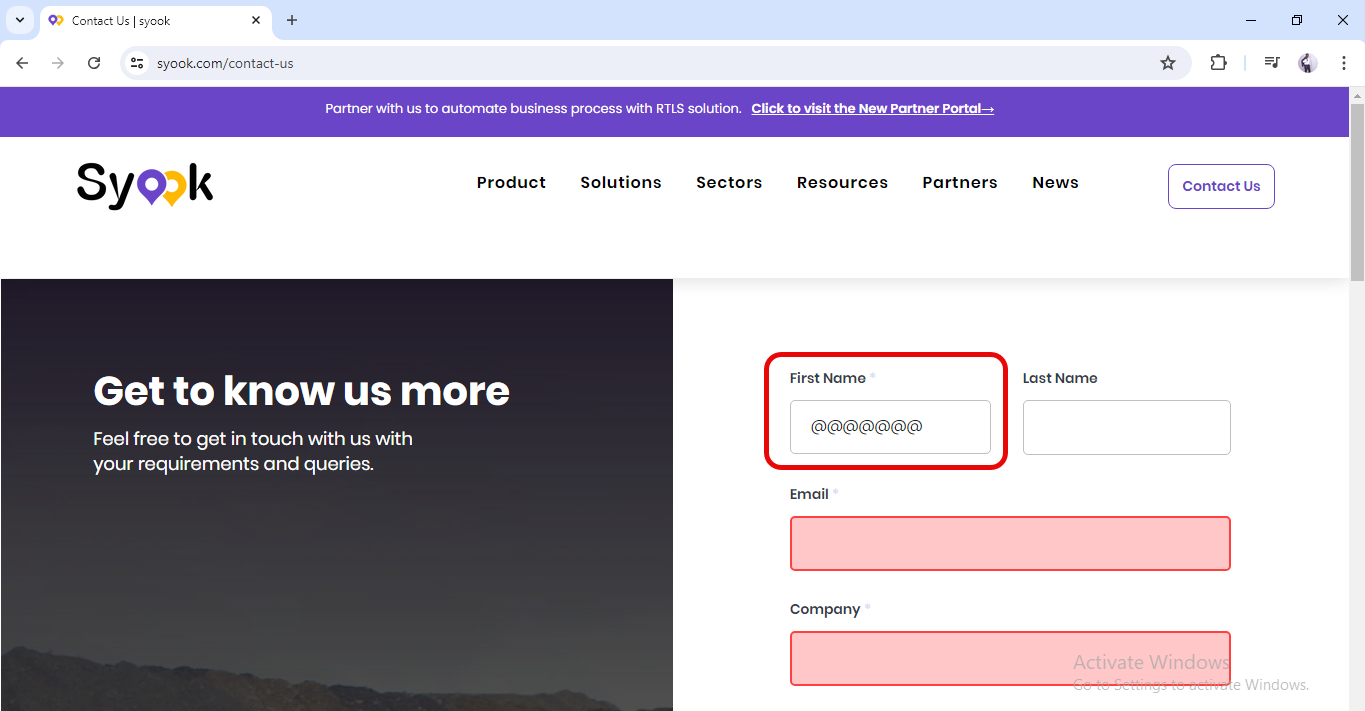 Contact Us | syook
syook.com/contact-us
Partner with us to automate business process with RTLS solution. Click to visit the New Partner Portal→
Syook
Product Solutions Sectors Resources Partners News
Contact Us
Get to know us more
Feel free to get in touch with us with
your requirements and queries.
First Name *
Last Name
@@@@@@@
Email *
Company *
Activate Windows
Go to Settings to activate Windows.